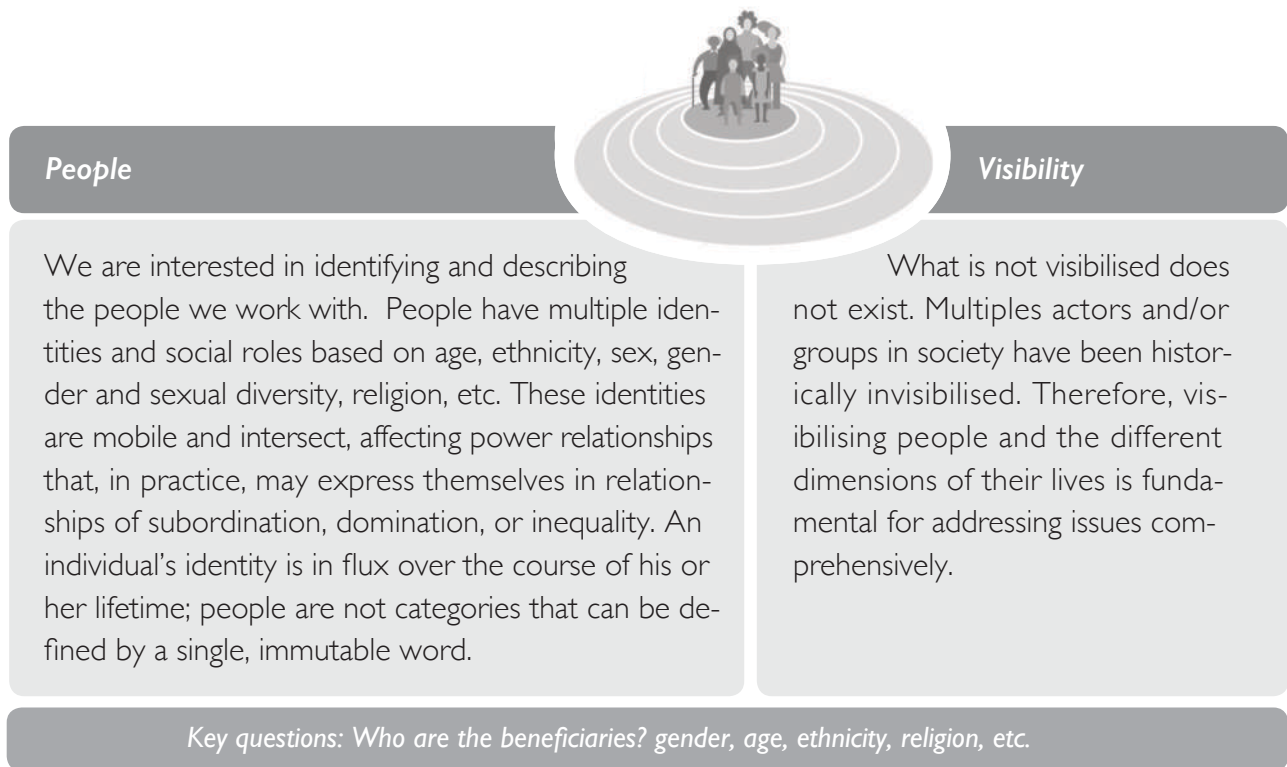 People
Visibility
We are interested in identifying and describing
the people we work with. People have multiple iden-
tities and social roles based on age, ethnicity, sex, gen-
der and sexual diversity, religion, etc. These identities
are mobile and intersect, affecting power relationships
that, in practice, may express themselves in relation-
ships of subordination, domination, or inequality. An
individual's identity is in flux over the course of his or
her lifetime; people are not categories that can be de-
fined by a single, immutable word.
What is not visibilised does
not exist. Multiples actors and/or
groups in society have been histor-
ically invisibilised. Therefore, vis-
ibilising people and the different
dimensions of their lives is funda-
mental for addressing issues com-
prehensively.
Key questions: Who are the beneficiaries? gender, age, ethnicity, religion, etc.